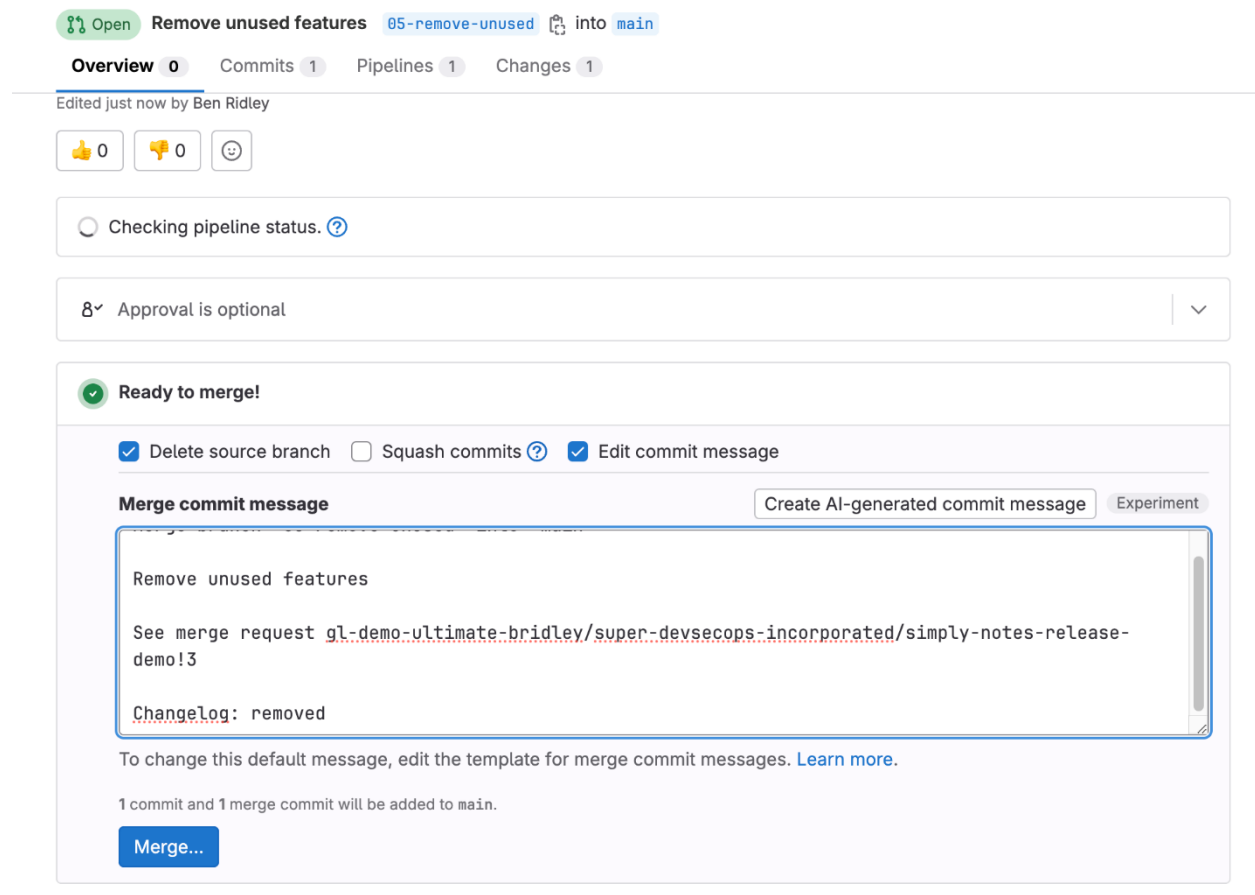 Open Remove unused features 05-remove-unused into main
Overview 0 Commits 1 Pipelines 1 Changes 1
Edited just now by Ben Ridley
👍 0 👎 0
Checking pipeline status.
Approval is optional
Ready to merge!
Delete source branch Squash commits Edit commit message
Merge commit message Create AI-generated commit message Experiment
Remove unused features
See merge request gl-demo-ultimate-bridley/super-devsecops-incorporated/simply-notes-release-
demo!3
Changelog: removed
To change this default message, edit the template for merge commit messages. Learn more.
1 commit and 1 merge commit will be added to main.
Merge...